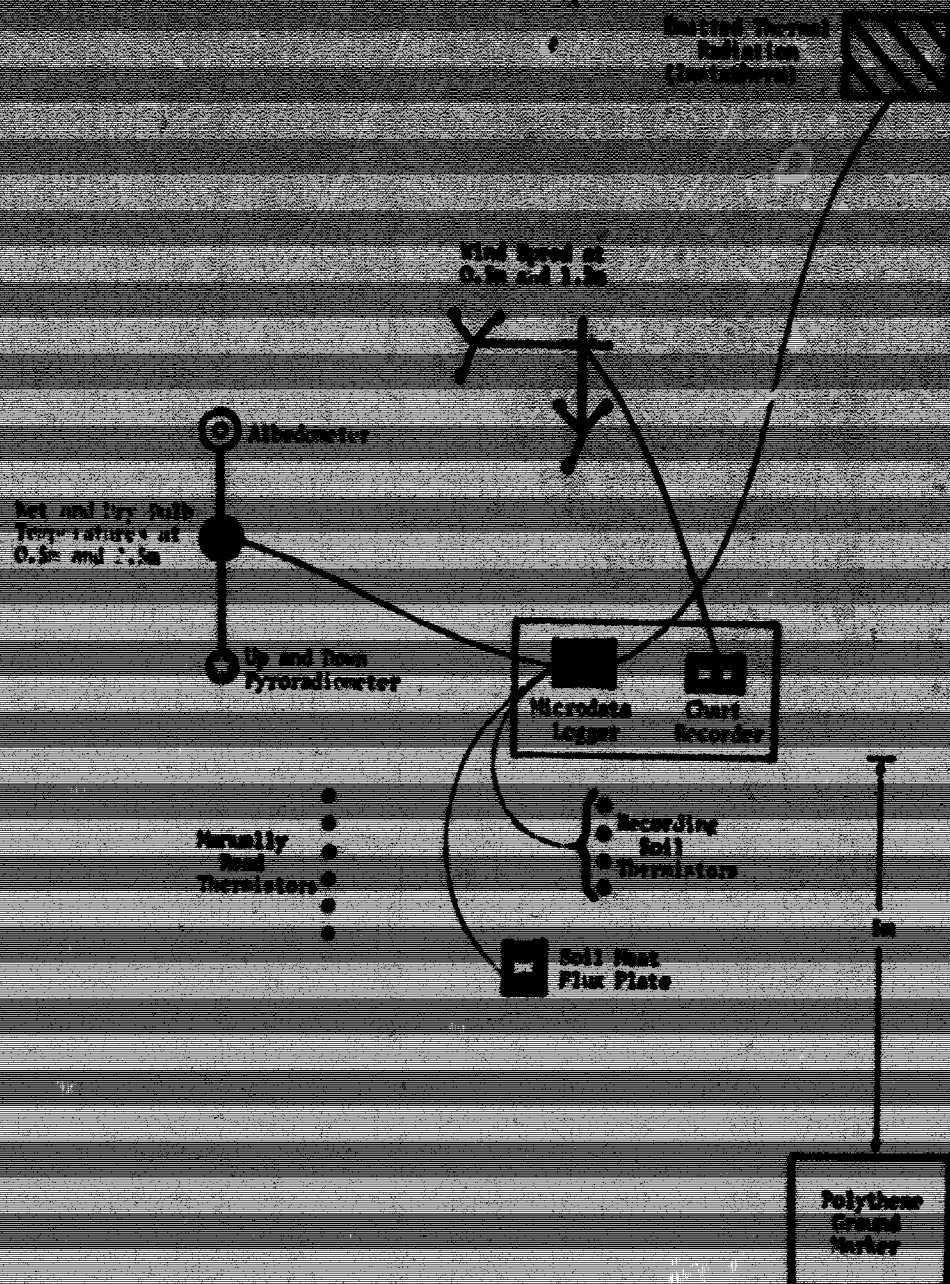 Emitted Thermal
Radiation
Wind Speed at
0.5m and 1.5m
Albedometer
Wet and Dry Bulb
Temperatures at
0.5m and 1.5m
Up and Down
Pyroradiometer
Microdata
Logger
Chart
Recorder
Manually
Read
Thermistors
Recording
Soil
Thermistors
5m
Soil Heat
Flux Plate
Polythene
Ground
Marker